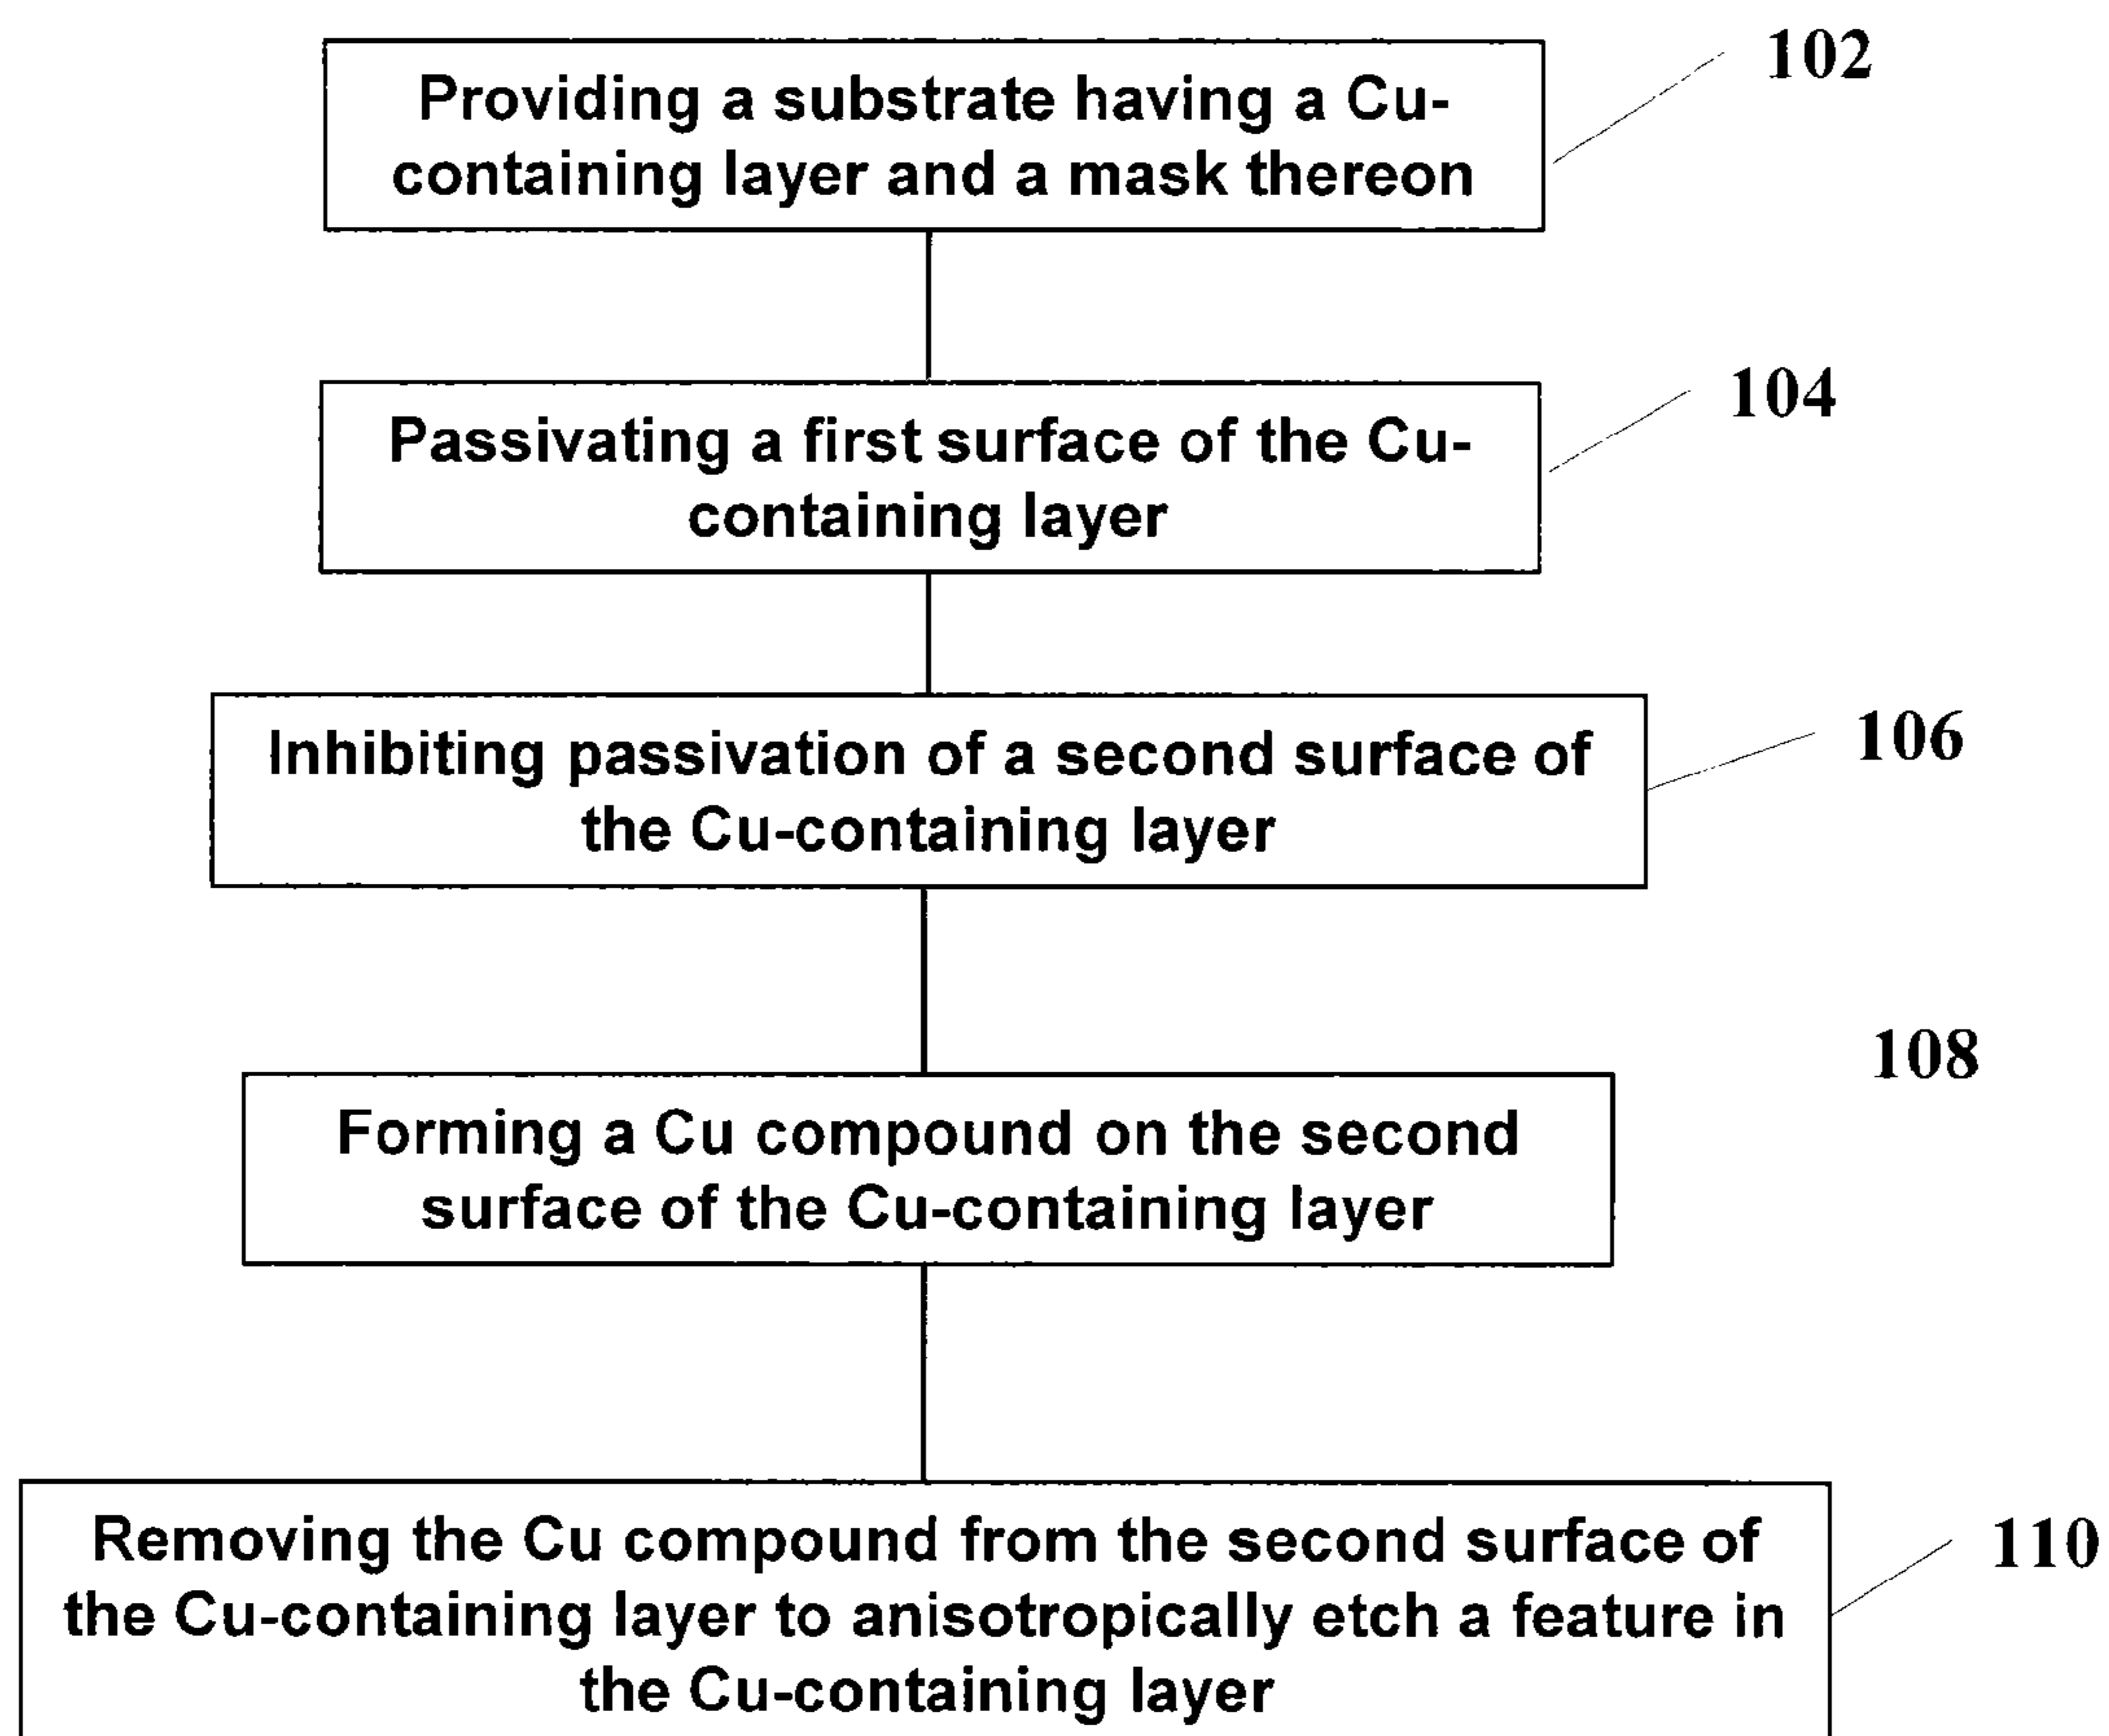 102
Providing a substrate having a Cu-
containing layer and a mask thereon
104
Passivating a first surface of the Cu-
containing layer
106
Inhibiting passivation of a second surface of
the Cu-containing layer
108
Forming a Cu compound on the second
surface of the Cu-containing layer
110
Removing the Cu compound from the second surface of
the Cu-containing layer to anisotropically etch a feature in
the Cu-containing layer